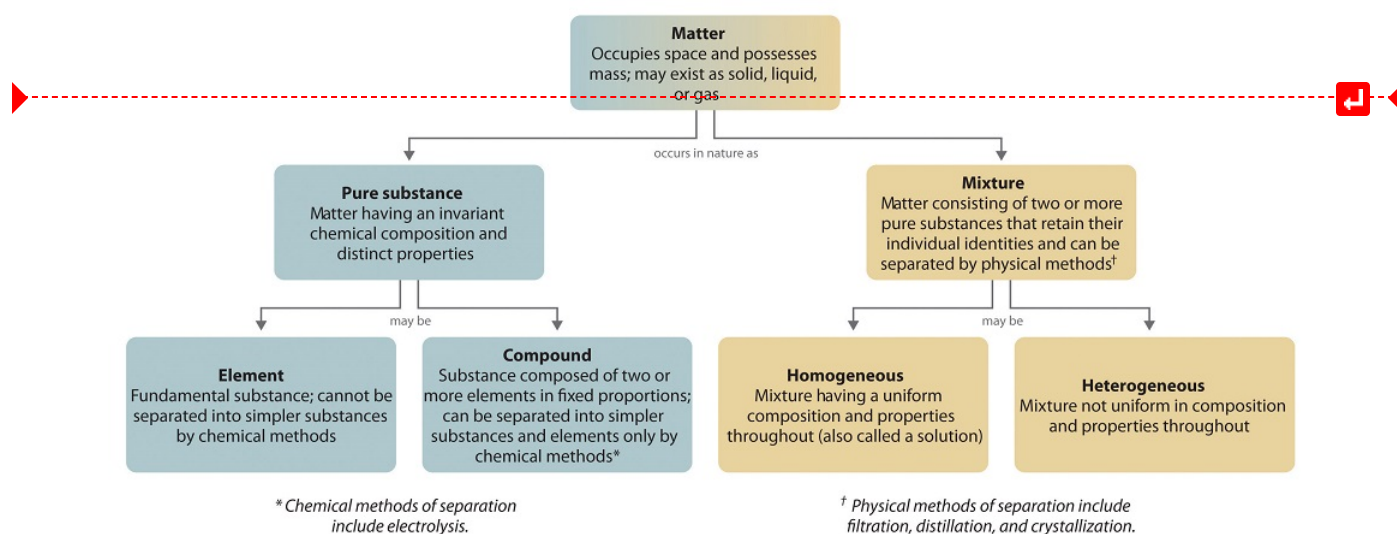 Matter
Occupies space and possesses
mass; may exist as solid, liquid,
or gas
occurs in nature as
Pure substance
Matter having an invariant
chemical composition and
distinct properties
Mixture
Matter consisting of two or more
pure substances that retain their
individual identities and can be
separated by physical methods†
may be
may be
Element
Fundamental substance; cannot be
separated into simpler substances
by chemical methods
Compound
Substance composed of two or
more elements in fixed proportions;
can be separated into simpler
substances and elements only by
chemical methods*
Homogeneous
Mixture having a uniform
composition and properties
throughout (also called a solution)
Heterogeneous
Mixture not uniform in composition
and properties throughout
* Chemical methods of separation
include electrolysis.
† Physical methods of separation include
filtration, distillation, and crystallization.